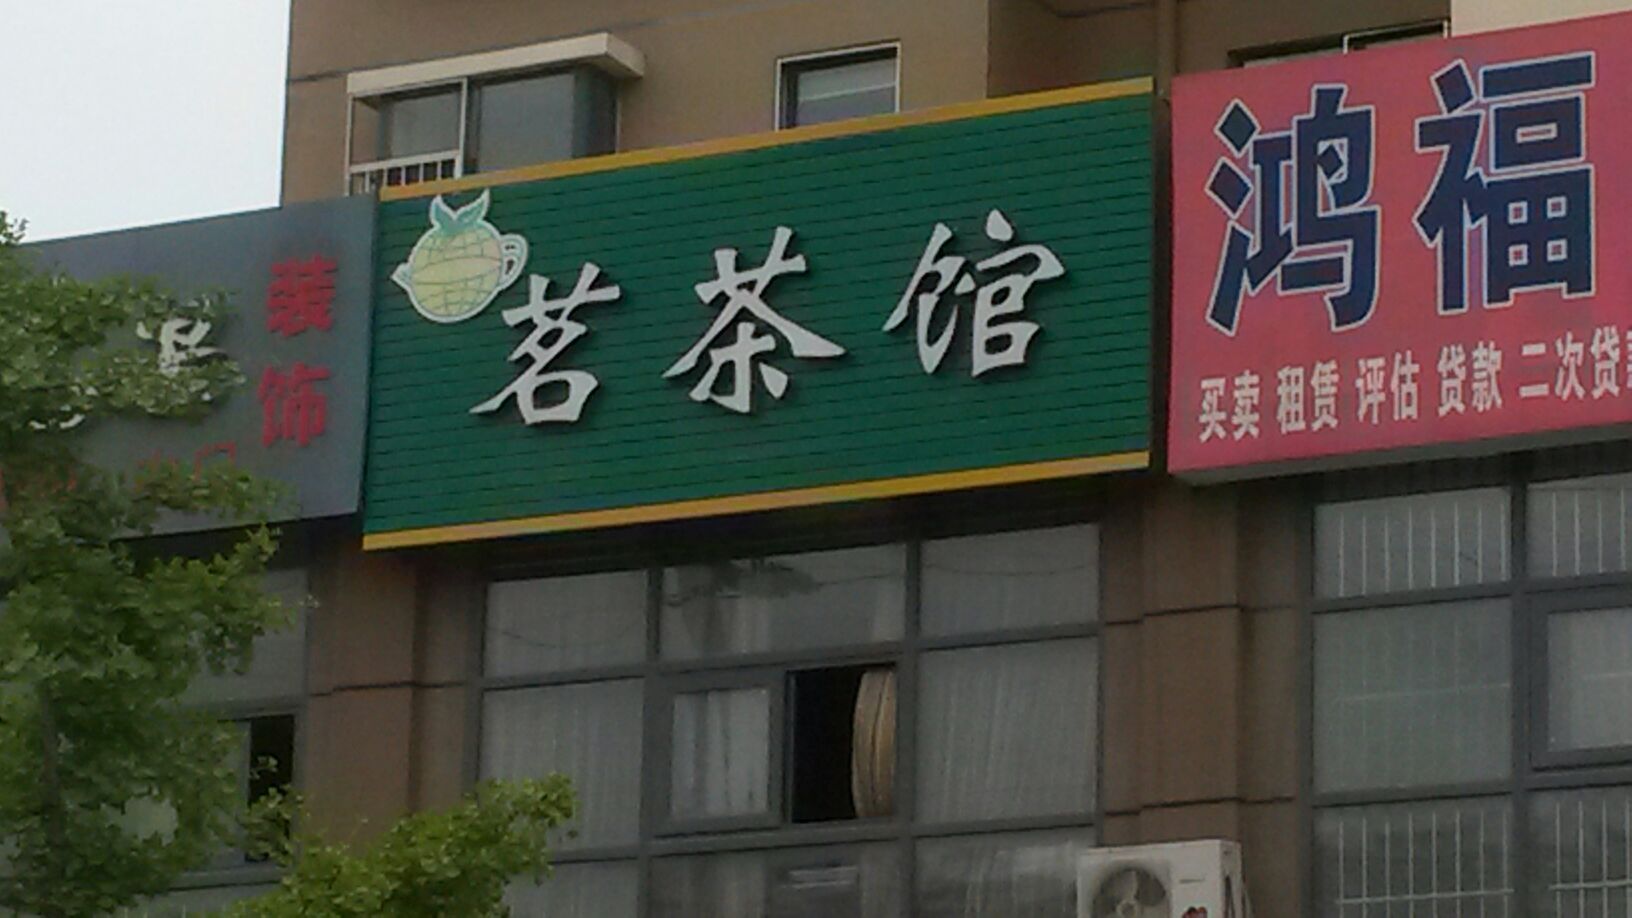 装饰
茗茶馆
鸿福
买卖 租赁 评估 贷款 二次贷